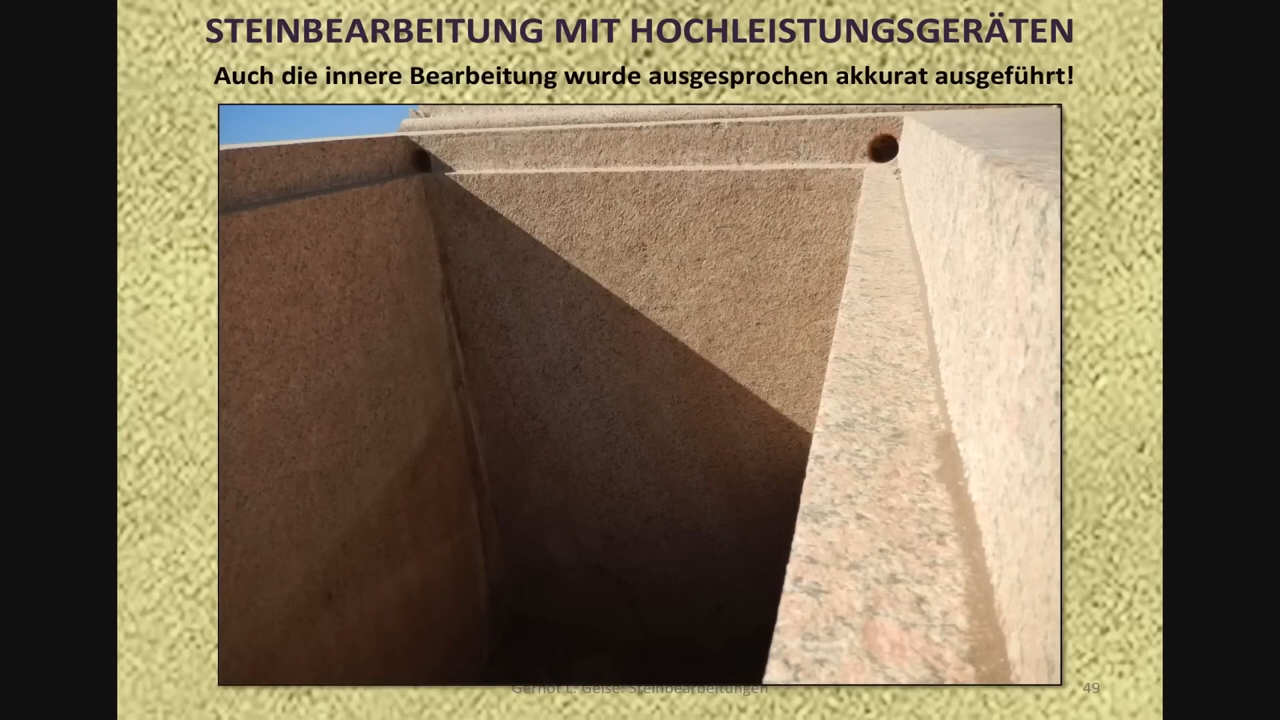 STEINBEARBEITUNG MIT HOCHLEISTUNGSGERÄTEN
Auch die innere Bearbeitung wurde ausgesprochen akkurat ausgeführt!
Gernot L. Geise: Steinbearbeitungen
49